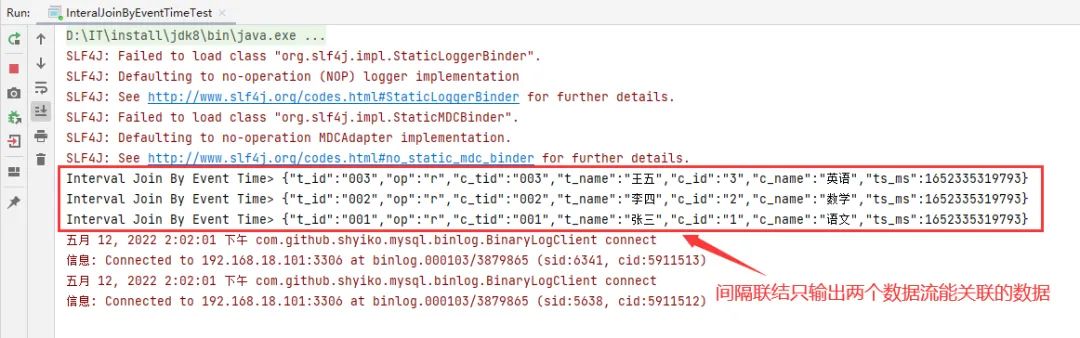 Run: InteralJoinByEventTimeTest
D:\IT\install\jdk8\bin\java.exe ...
SLF4J: Failed to load class "org.slf4j.impl.StaticLoggerBinder".
SLF4J: Defaulting to no-operation (NOP) logger implementation
SLF4J: See http://www.slf4j.org/codes.html#StaticLoggerBinder for further details.
SLF4J: Failed to load class "org.slf4j.impl.StaticMDCBinder".
SLF4J: Defaulting to no-operation MDCAdapter implementation.
SLF4J: See http://www.slf4j.org/codes.html#no_static_mdc_binder for further details.
Interval Join By Event Time> {"t_id":"003","op":"r","c_tid":"003","t_name":"王五","c_id":"3","c_name":"英语","ts_ms":1652335319793}
Interval Join By Event Time> {"t_id":"002","op":"r","c_tid":"002","t_name":"李四","c_id":"2","c_name":"数学","ts_ms":1652335319793}
Interval Join By Event Time> {"t_id":"001","op":"r","c_tid":"001","t_name":"张三","c_id":"1","c_name":"语文","ts_ms":1652335319793}
五月 12, 2022 2:02:01 下午 com.github.shyiko.mysql.binlog.BinaryLogClient connect
信息: Connected to 192.168.18.101:3306 at binlog.000103/3879865 (sid:6341, cid:5911513)
五月 12, 2022 2:02:01 下午 com.github.shyiko.mysql.binlog.BinaryLogClient connect
信息: Connected to 192.168.18.101:3306 at binlog.000103/3879865 (sid:5638, cid:5911512)
间隔联结只输出两个数据流能关联的数据